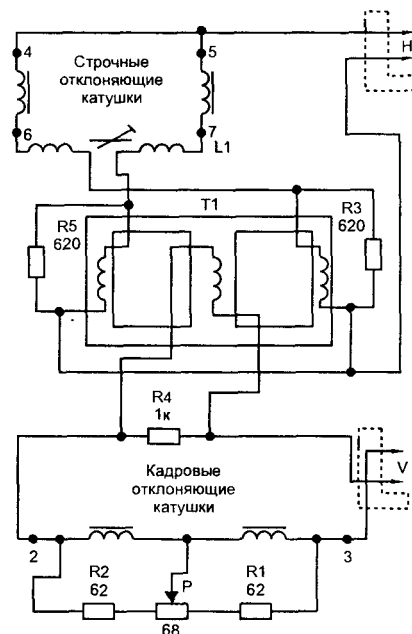 4
5
H
Строчные
отклоняющие
катушки
6
7
L1
T1
R5
620
R3
620
R4
1к
Кадровые
отклоняющие
катушки
V
2
3
R2
62
P
R1
62
68